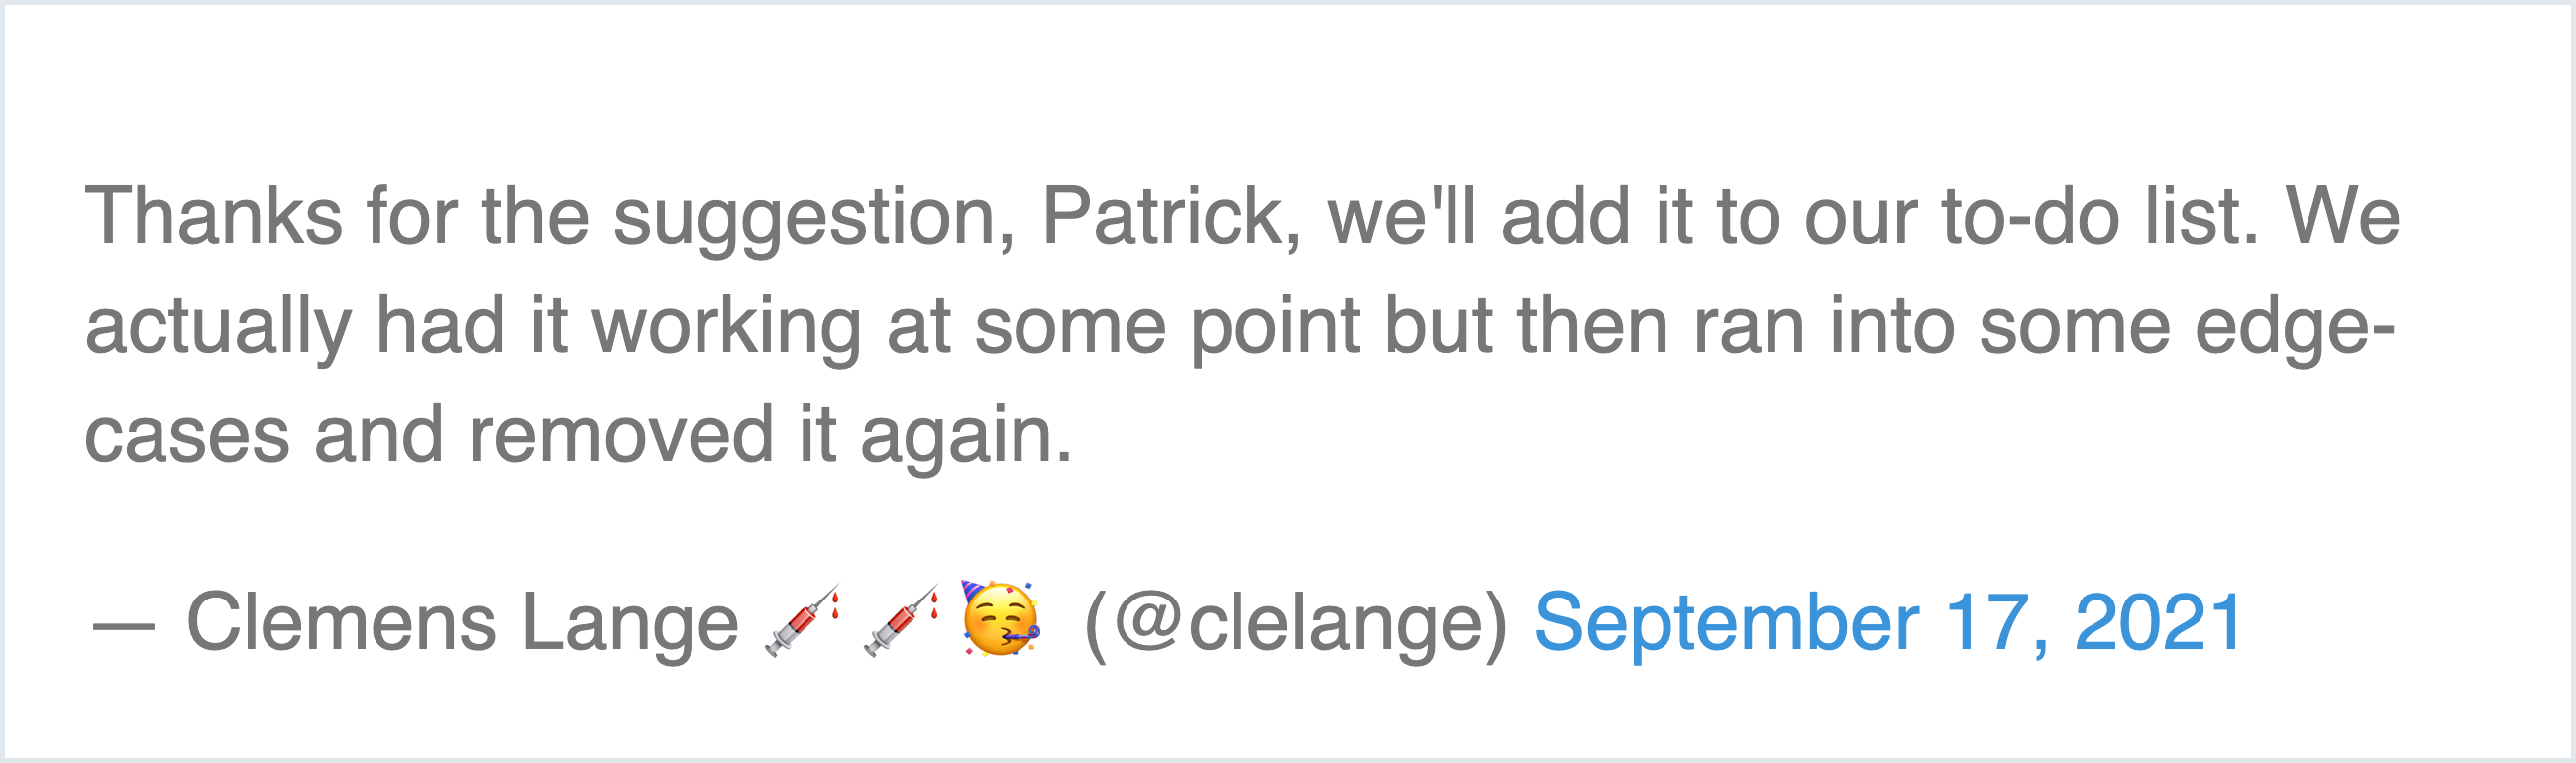 Thanks for the suggestion, Patrick, we'll add it to our to-do list. We
actually had it working at some point but then ran into some edge-
cases and removed it again.
— Clemens Lange 💉💉🥳 (@clelange) September 17, 2021